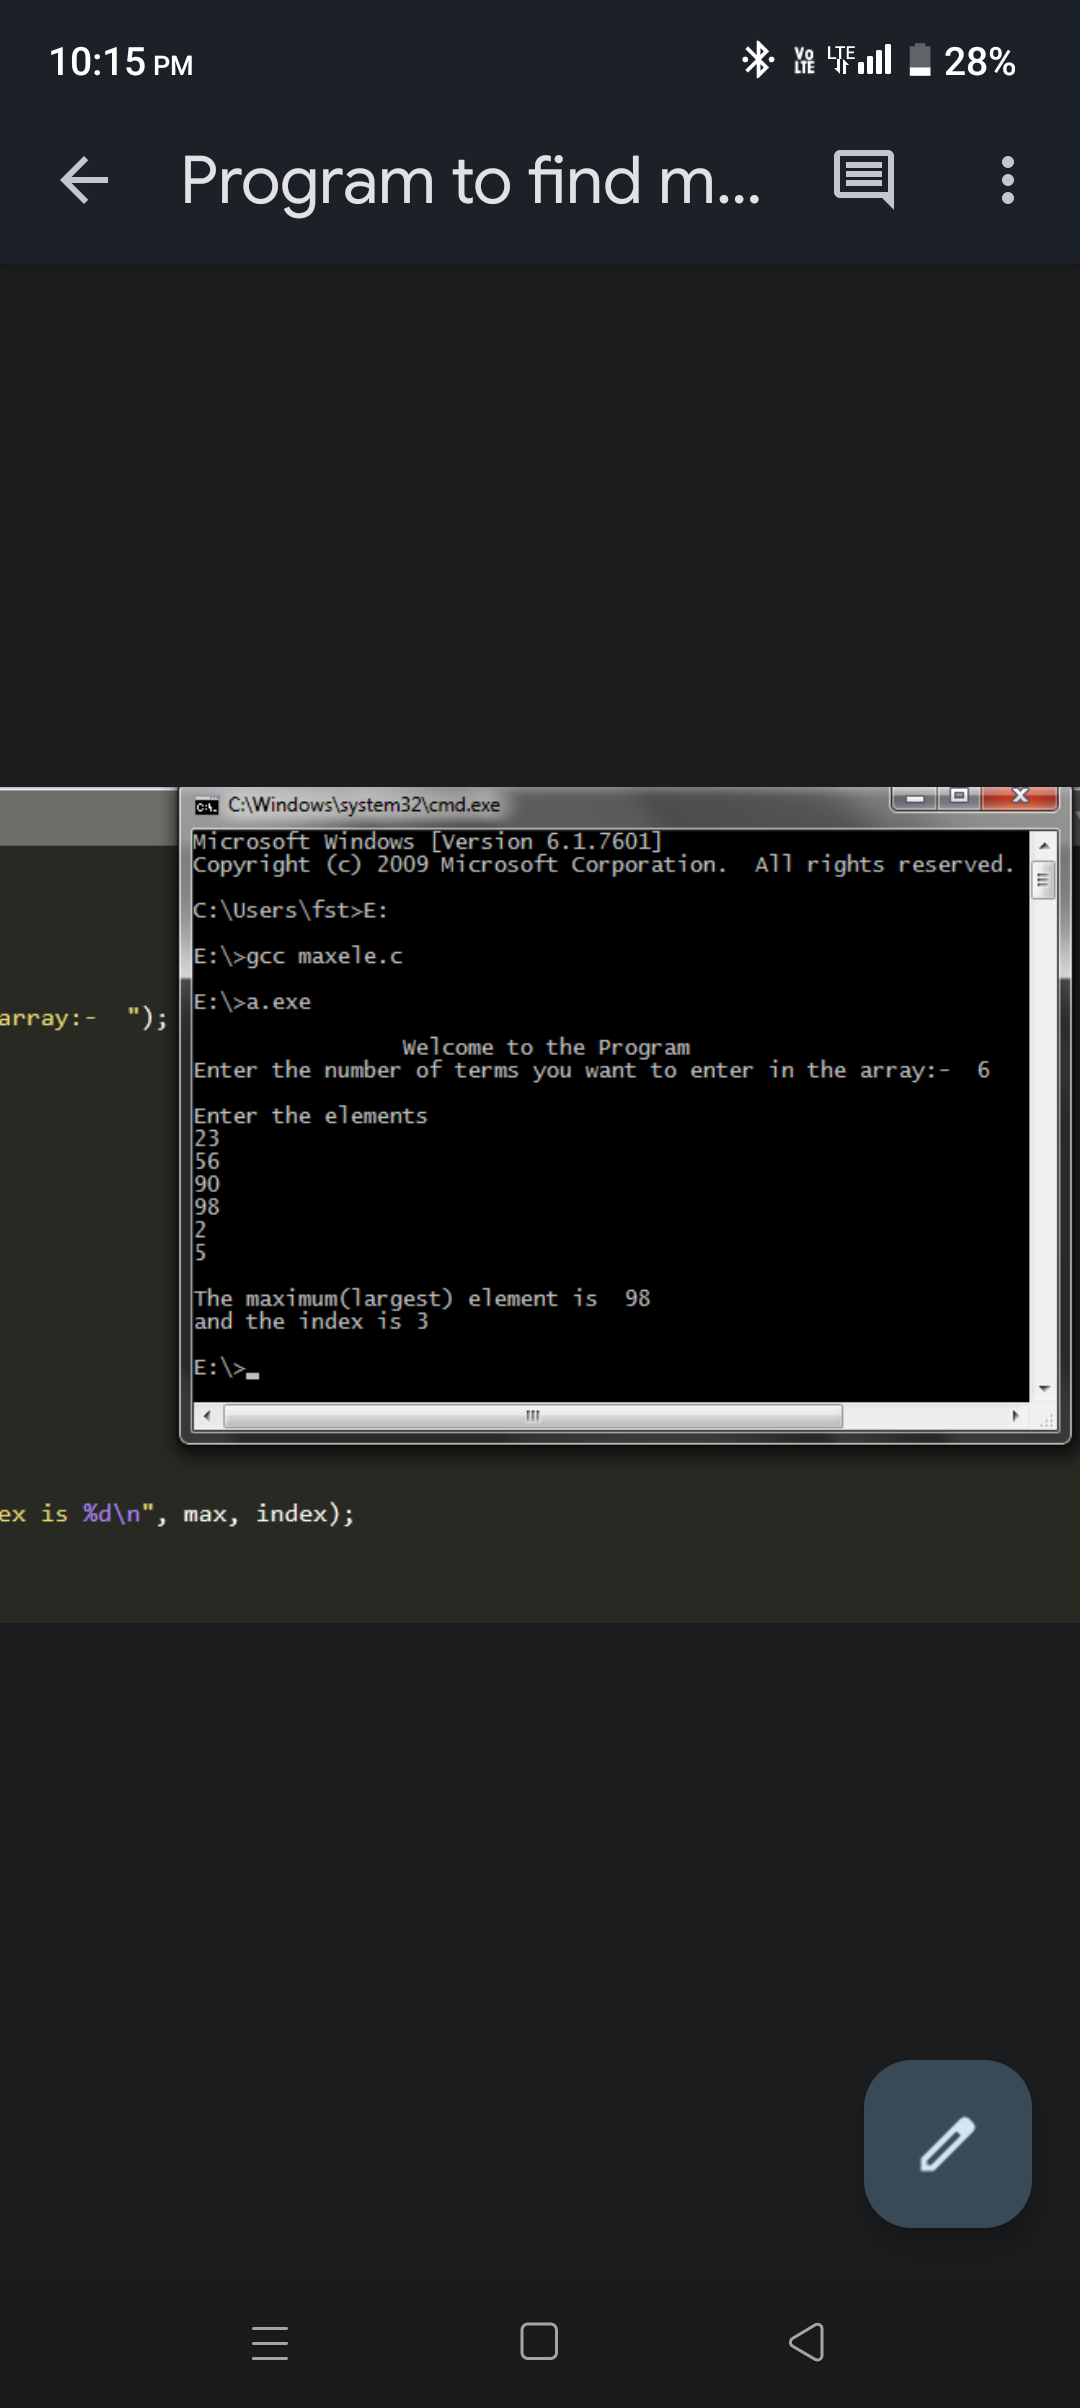 10:15 PM
Vo LTE LTE 28%
Program to find m...
C:\Windows\system32\cmd.exe
Microsoft Windows [Version 6.1.7601]
Copyright (c) 2009 Microsoft Corporation.  All rights reserved.
C:\Users\fst>E:
E:\>gcc maxele.c
E:\>a.exe
array:-  ");
Welcome to the Program
Enter the number of terms you want to enter in the array:-  6
Enter the elements
23
56
90
98
2
5
The maximum(largest) element is  98
and the index is 3
E:\>_
ex is %d\n", max, index);